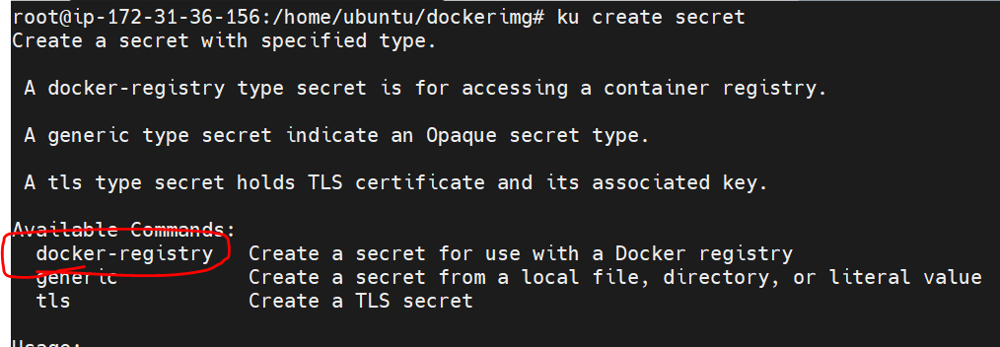 root@ip-172-31-36-156:/home/ubuntu/dockerimg# ku create secret
Create a secret with specified type.
A docker-registry type secret is for accessing a container registry.
A generic type secret indicate an Opaque secret type.
A tls type secret holds TLS certificate and its associated key.
Available Commands:
docker-registry Create a secret for use with a Docker registry
generic Create a secret from a local file, directory, or literal value
tls Create a TLS secret
Usage: